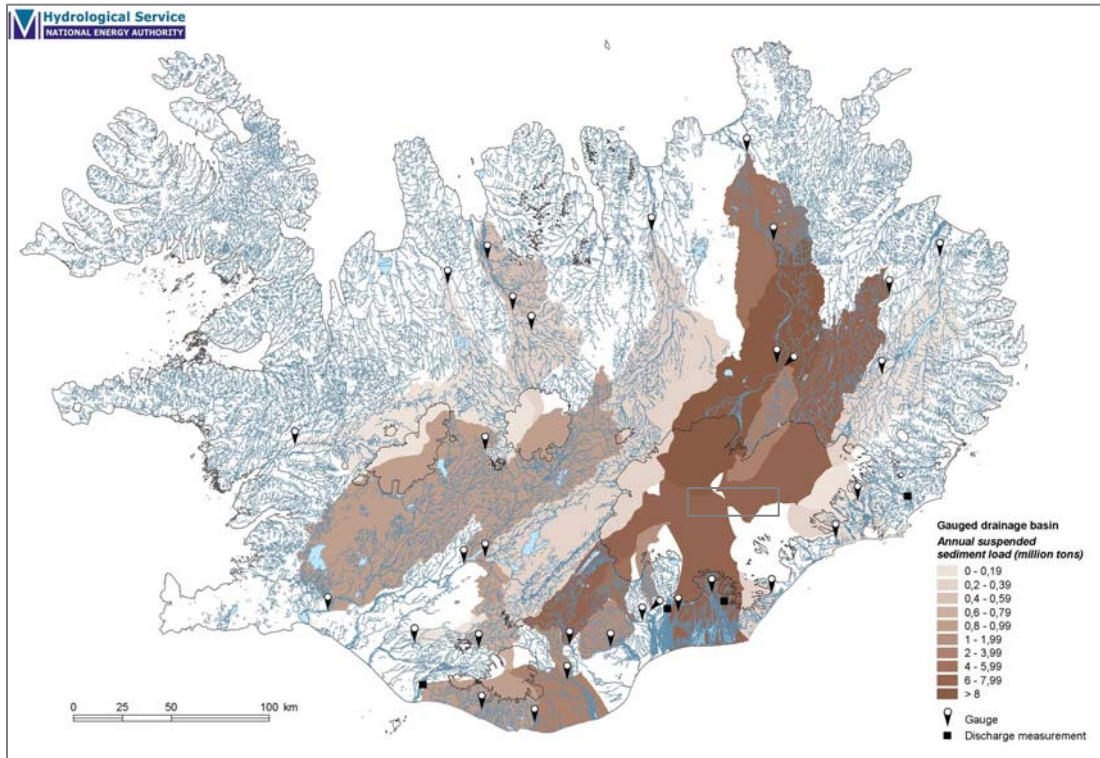 Hydrological Service
NATIONAL ENERGY AUTHORITY
Gauged drainage basin
Annual suspended
sediment load (million tons)
0 - 0,19
0,2 - 0,39
0,4 - 0,59
0,6 - 0,79
0,8 - 0,99
1 - 1,99
2 - 3,99
4 - 5,99
6 - 7,99
> 8
Gauge
Discharge measurement
0 25 50 100 km